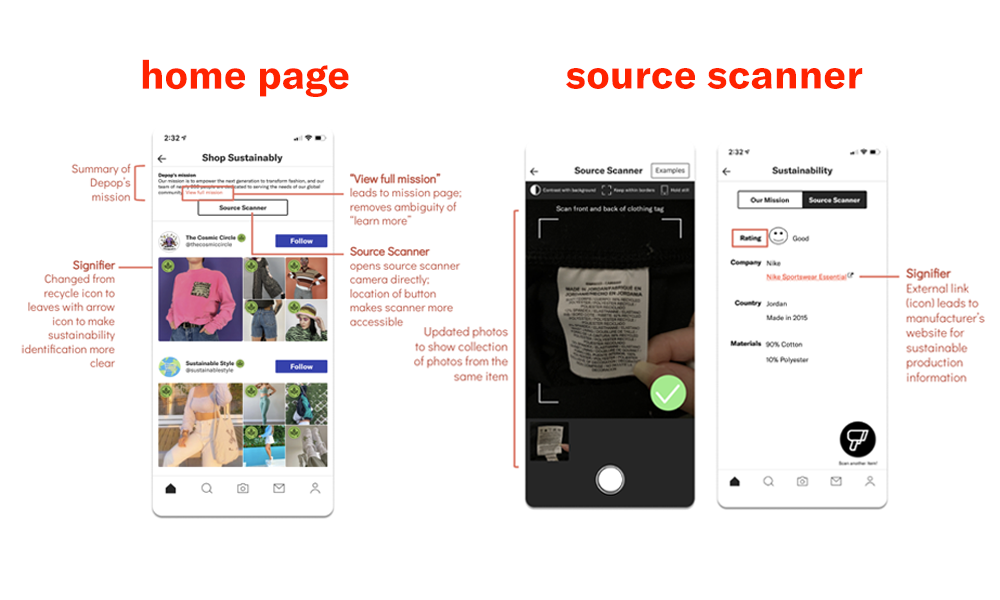 home page
source scanner
Summary of
Depop's
mission
2:32
Shop Sustainably
Depop's mission
Our mission is to empower the next generation to transform fashion, and our
team of nearly are dedicated to serving the needs of our global
community. View full mission
Source Scanner
The Cosmic Circle
@thecosmiccircle
Follow
Sustainable Style
@sustainablestyle
Follow
Signifier
Changed from
recycle icon to
leaves with arrow
icon to make
sustainability
identification more
clear
"View full mission"
leads to mission page;
removes ambiguity of
"learn more"
Source Scanner
opens source scanner
camera directly;
location of button
makes scanner more
accessible
Updated photos
to show collection
of photos from the
same item
Source Scanner
Examples
Contrast with background
Keep within borders
Hold still
Scan front and back of clothing tag
MADE IN JORDAN/FABRIQUÉ EN
2:32
Sustainability
Our Mission
Source Scanner
Rating
Good
Company
Nike
Nike Sportswear Essential
Country
Jordan
Made in 2015
Materials
90% Cotton
10% Polyester
Scan another item!
Signifier
External link
(icon) leads to
manufacturer's
website for
sustainable
production
information